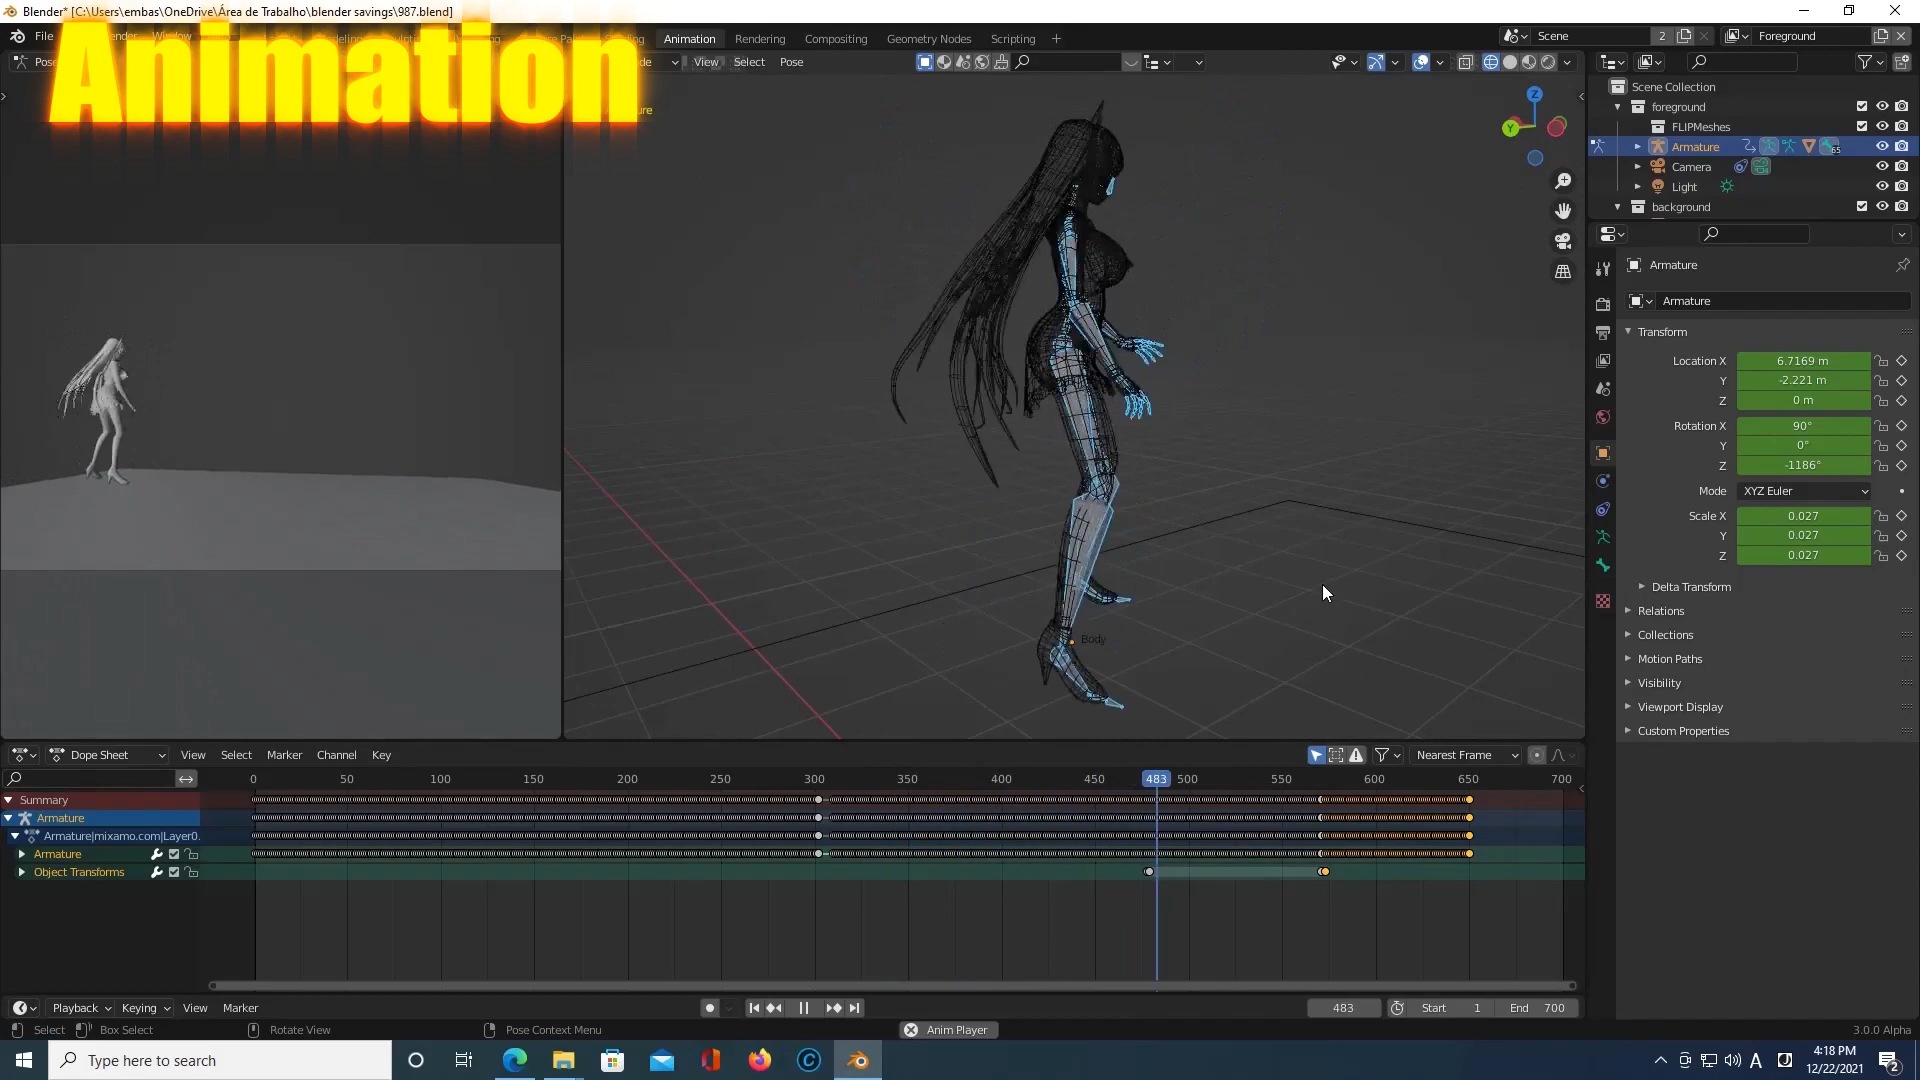 Blender* [C:\Users\embas\OneDrive\Área de Trabalho\blender savings\987.blend]
Animation
File
Window
Animation
Rendering
Compositing
Geometry Nodes
Scripting
Scene
2
Foreground
View
Select
Pose
Scene Collection
foreground
FLIPMeshes
Armature
65
Camera
Light
background
Armature
Armature
Transform
Location X
6.7169 m
Y
-2.221 m
Z
0 m
Rotation X
90°
Y
0°
Z
-1186°
Mode
XYZ Euler
Scale X
0.027
Y
0.027
Z
0.027
Delta Transform
Relations
Collections
Motion Paths
Visibility
Viewport Display
Custom Properties
Z
Y
Body
Dope Sheet
View
Select
Marker
Channel
Key
Nearest Frame
0 50 100 150 200 250 300 350 400 450 483 500 550 600 650 700
Summary
Armature
Armature|mixamo.com|Layer0.
Armature
Object Transforms
Playback
Keying
View
Marker
483
Start 1
End 700
Select
Box Select
Rotate View
Pose Context Menu
Anim Player
3.0.0 Alpha
Type here to search
A
4:18 PM
12/22/2021
2